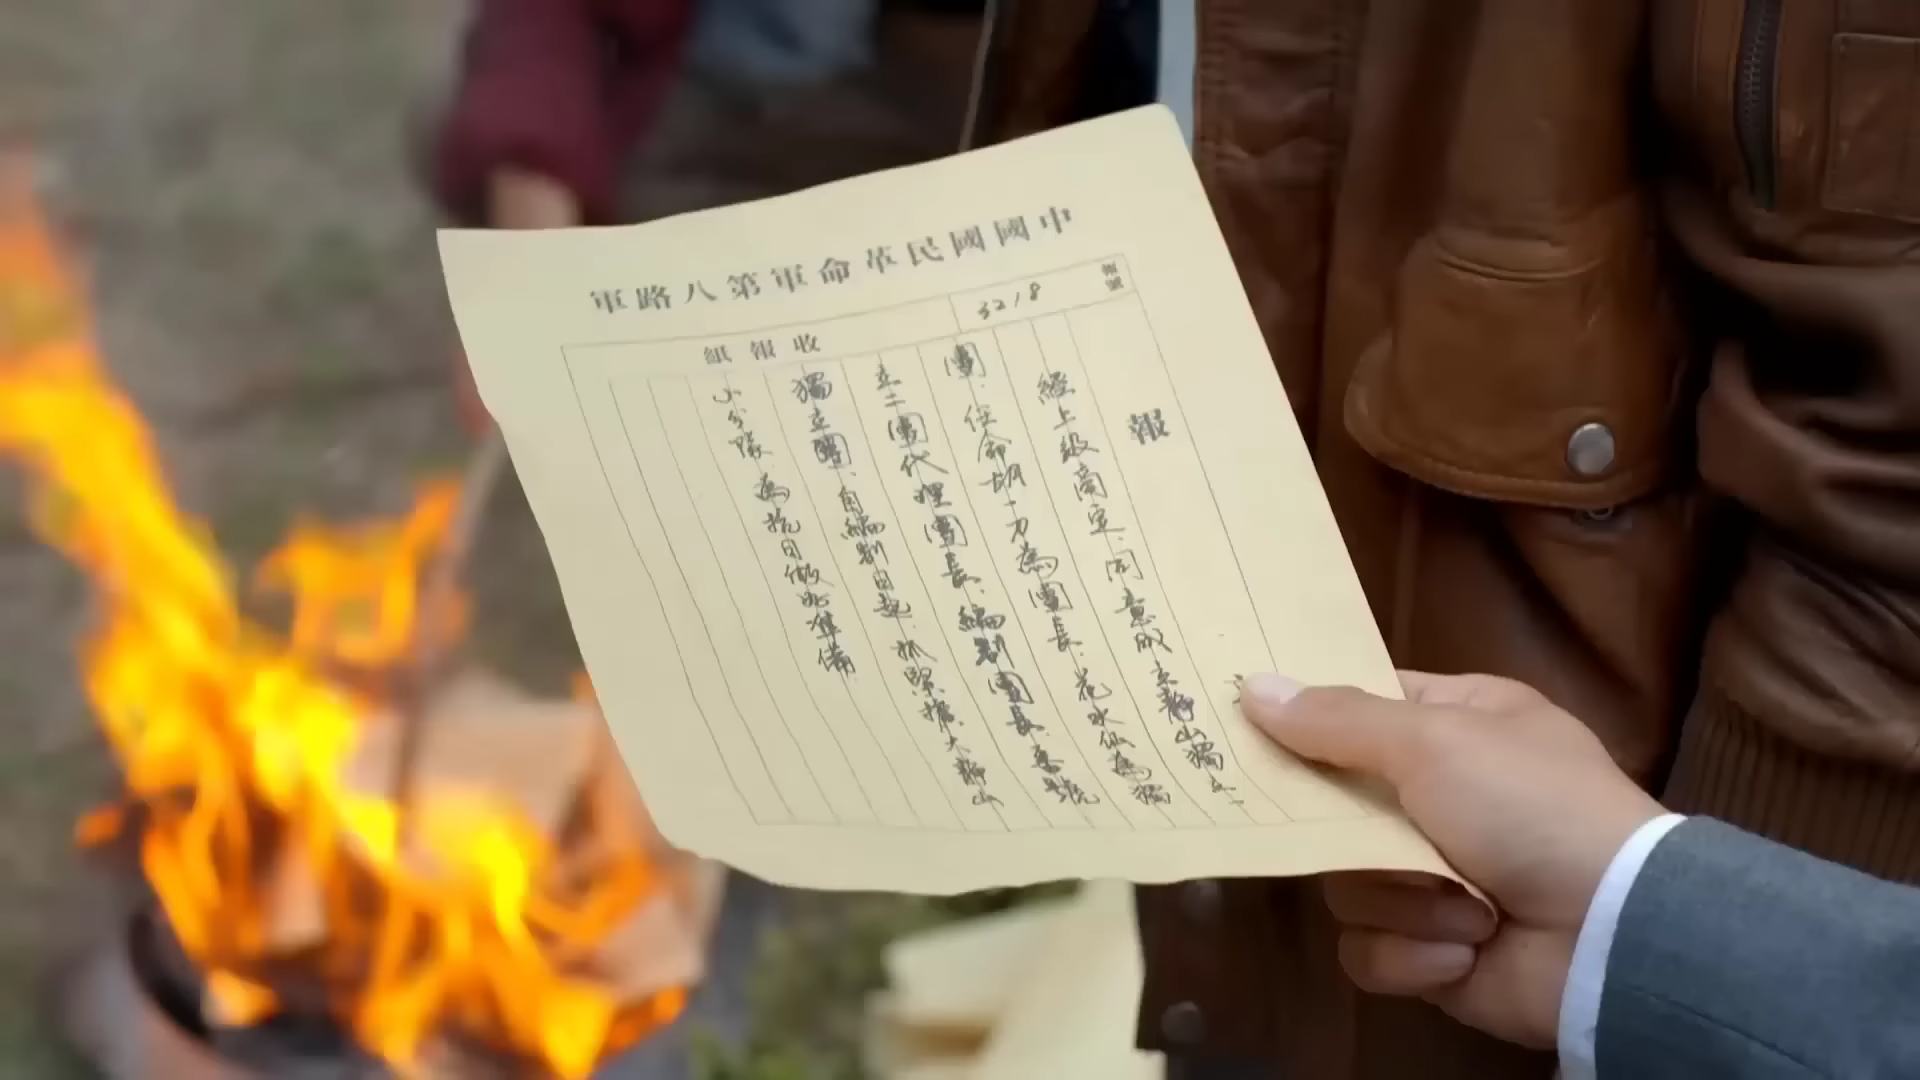 中國國民革命軍第八路軍
報號
3218
收報紙
報
經上級商定.同意成立靜山獨立二
團.任命胡一刀為團長.花水仙為獨
立二團代理團長.編制團長.番號
獨立團.自編制日起.抓緊擴大靜山
小分隊.為抗日做好準備.